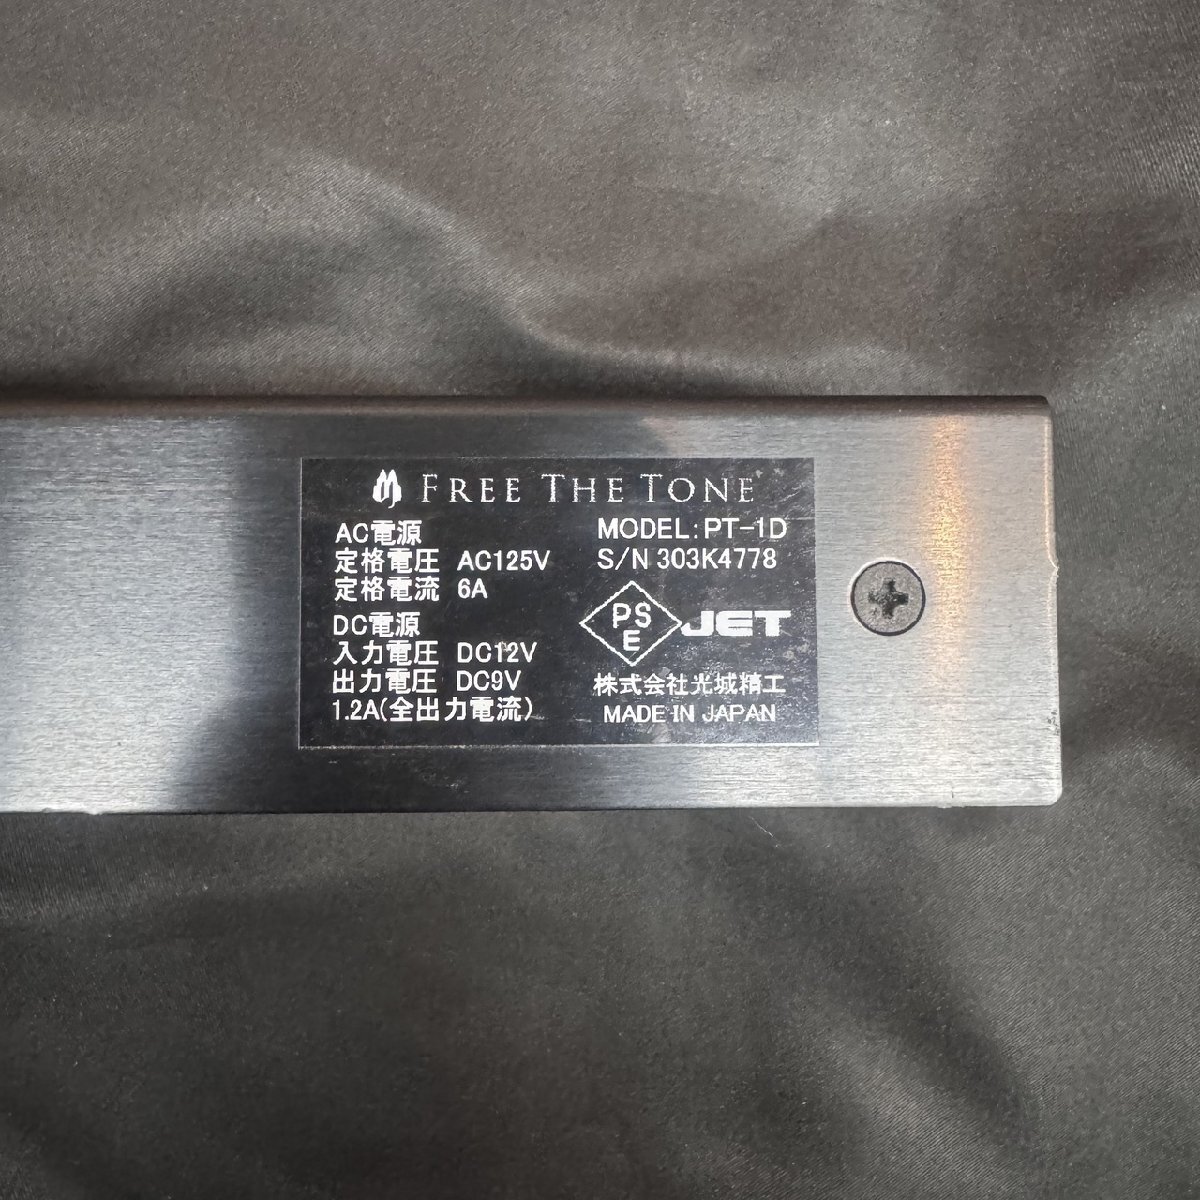 FREE THE TONE
AC電源
定格電圧 AC125V
定格電流 6A
DC電源
入力電圧 DC12V
出力電圧 DC9V
1.2A(全出力電流)
MODEL:PT-1D
S/N 303K4778
PS
E
JET
株式会社光城精工
MADE IN JAPAN